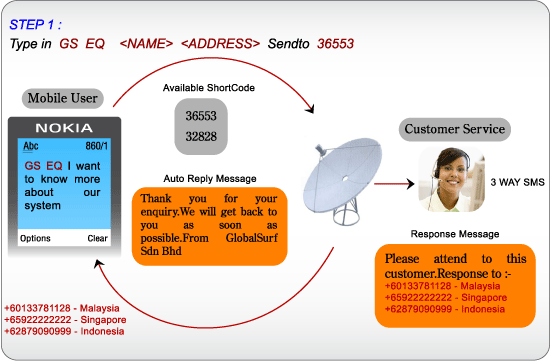 STEP 1 :
Type in GS EQ <NAME> <ADDRESS> Sendto 36553
Mobile User
NOKIA
Abc 860/1
GS EQ I want
to know more
about our
system
Options Clear
Available ShortCode
36553
32828
Auto Reply Message
Thank you for your
enquiry.We will get back to
you as soon as
possible.From GlobalSurf
Sdn Bhd
Customer Service
3 WAY SMS
Response Message
Please attend to this
customer.Response to :-
+60133781128 - Malaysia
+65922222222 - Singapore
+62879090999 - Indonesia
+60133781128 - Malaysia
+65922222222 - Singapore
+62879090999 - Indonesia